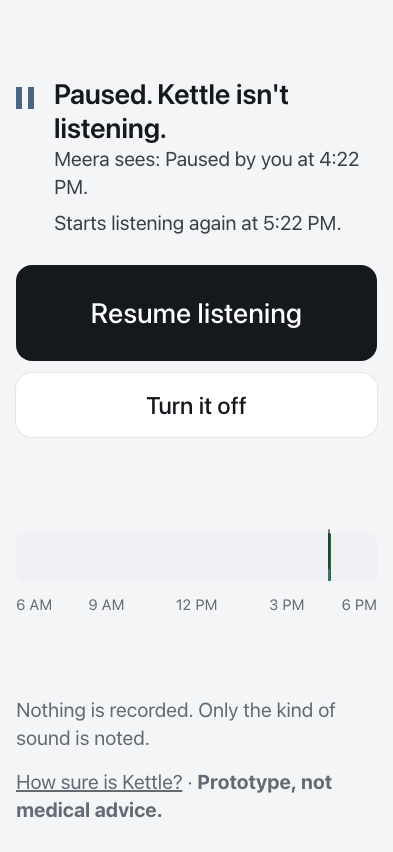 Paused. Kettle isn't
listening.
Meera sees: Paused by you at 4:22
PM.
Starts listening again at 5:22 PM.
Resume listening
Turn it off
6 AM 9 AM 12 PM 3 PM 6 PM
Nothing is recorded. Only the kind of
sound is noted.
How sure is Kettle? · Prototype, not
medical advice.